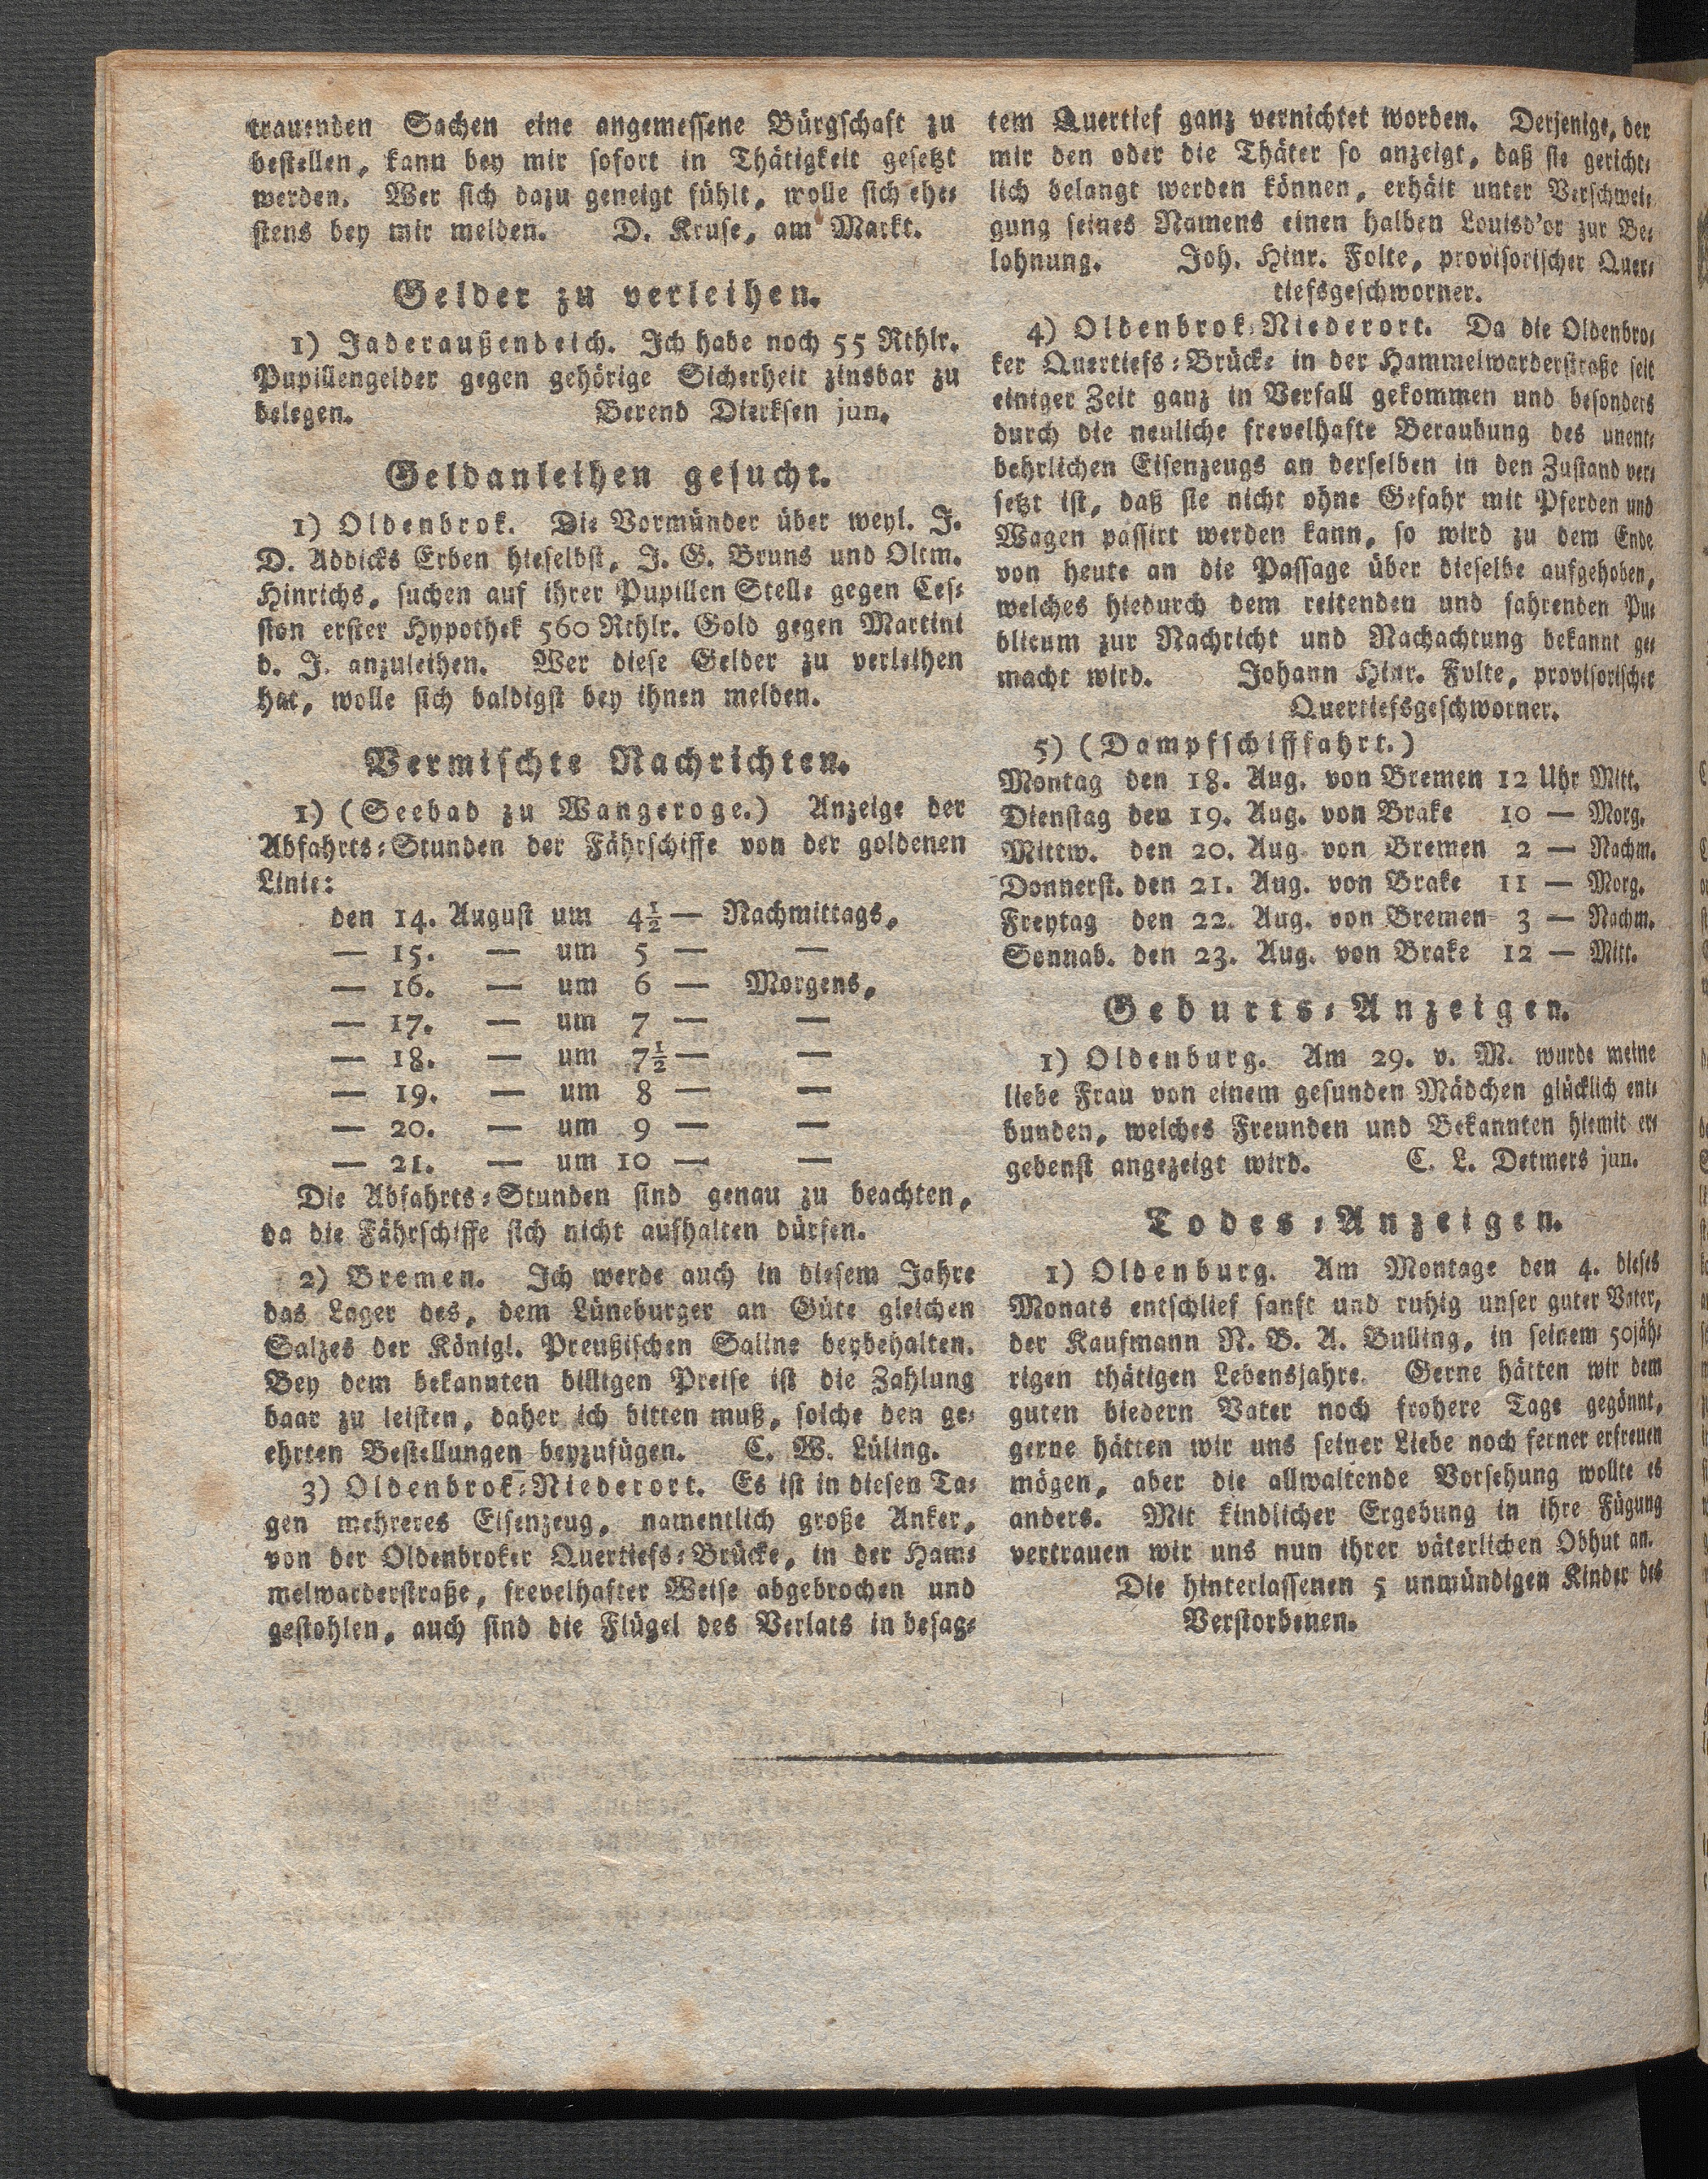 trauenden Sachen eine angemessene Bürgschaft zu
bestellen, kann bey mir sofort in Thätigkeit gesetzt
werden. Wer sich dazu geneigt fühlt, wolle sich ehe-
stens bey mir melden. D. Kruse, am Markt.
Gelder zu verleihen.
1) Jaderaußendeich. Ich habe noch 55 Rthlr.
Pupillengelder gegen gehörige Sicherheit zinsbar zu
belegen. Berend Dierksen jun.
Geldanleihen gesucht.
1) Oldenbrok. Die Vormünder über weyl. J.
D. Addicks Erben hieselbst, J. G. Bruns und Oltm.
Hinrichs, suchen auf ihrer Pupillen Stelle gegen Ces-
sion erster Hypothek 560 Rthlr. Gold gegen Martini
d. J. anzuleihen. Wer diese Gelder zu verleihen
hat, wolle sich baldigst bey ihnen melden.
Vermischte Nachrichten.
1) (Seebad zu Wangeroge.) Anzeige der
Abfahrts-Stunden der Fährschiffe von der goldenen
Linie:
den 14. August um 4½ — Nachmittags,
— 15. — um 5 — —
— 16. — um 6 — Morgens,
— 17. — um 7 — —
— 18. — um 7½ — —
— 19. — um 8 — —
— 20. — um 9 — —
— 21. — um 10 — —
Die Abfahrts-Stunden sind genau zu beachten,
da die Fährschiffe sich nicht aufhalten dürfen.
2) Bremen. Ich werde auch in diesem Jahre
das Lager des, dem Lüneburger an Güte gleichen
Salzes der Königl. Preußischen Saline beybehalten.
Bey dem bekannten billigen Preise ist die Zahlung
baar zu leisten, daher ich bitten muß, solche den ge-
ehrten Bestellungen beyzufügen. C. W. Lüling.
3) Oldenbrok-Niederort. Es ist in diesen Ta-
gen mehreres Eisenzeug, namentlich große Anker,
von der Oldenbroker Quertiefs-Brücke, in der Ham-
melwarderstraße, frevelhafter Weise abgebrochen und
gestohlen, auch sind die Flügel des Verlats in besag-
tem Quertief ganz vernichtet worden. Derjenige, der
mir den oder die Thäter so anzeigt, daß sie gericht-
lich belangt werden können, erhält unter Verschwei-
gung seines Namens einen halben Louisd'or zur Be-
lohnung. Joh. Hinr. Folte, provisorischer Quer-
tiefsgeschworner.
4) Oldenbrok-Niederort. Da die Oldenbro-
ker Quertiefs-Brücke in der Hammelwarderstraße seit
einiger Zeit ganz in Verfall gekommen und besonders
durch die neuliche frevelhafte Beraubung des unent-
behrlichen Eisenzeugs an derselben in den Zustand ver-
setzt ist, daß sie nicht ohne Gefahr mit Pferden und
Wagen passirt werden kann, so wird zu dem Ende
von heute an die Passage über dieselbe aufgehoben,
welches hiedurch dem reitenden und fahrenden Pu-
blicum zur Nachricht und Nachachtung bekannt ge-
macht wird. Johann Hinr. Folte, provisorischer
Quertiefsgeschworner.
5) (Dampfschifffahrt.)
Montag den 18. Aug. von Bremen 12 Uhr Mitt.
Dienstag den 19. Aug. von Brake 10 — Morg.
Mittw. den 20. Aug. von Bremen 2 — Nachm.
Donnerst. den 21. Aug. von Brake 11 — Morg.
Freytag den 22. Aug. von Bremen 3 — Nachm.
Sonnab. den 23. Aug. von Brake 12 — Mitt.
Geburts-Anzeigen.
1) Oldenburg. Am 29. v. M. wurde meine
liebe Frau von einem gesunden Mädchen glücklich ent-
bunden, welches Freunden und Bekannten hiemit er-
gebenst angezeigt wird. C. L. Detmers jun.
Todes-Anzeigen.
1) Oldenburg. Am Montage den 4. dieses
Monats entschlief sanft und ruhig unser guter Vater,
der Kaufmann N. B. A. Bulling, in seinem 50jäh-
rigen thätigen Lebensjahre. Gerne hätten wir dem
guten biedern Vater noch frohere Tage gegönnt,
gerne hätten wir uns seiner Liebe noch ferner erfreuen
mögen, aber die allwaltende Vorsehung wollte es
anders. Mit kindlicher Ergebung in ihre Fügung
vertrauen wir uns nun ihrer väterlichen Obhut an.
Die hinterlassenen 5 unmündigen Kinder des
Verstorbenen.